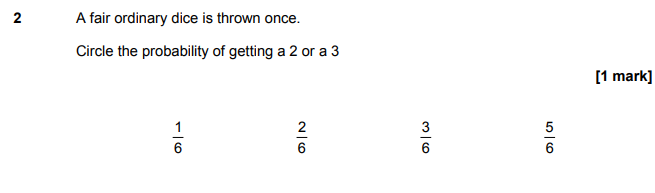 2 A fair ordinary dice is thrown once.
Circle the probability of getting a 2 or a 3
[1 mark]
1/6 2/6 3/6 5/6